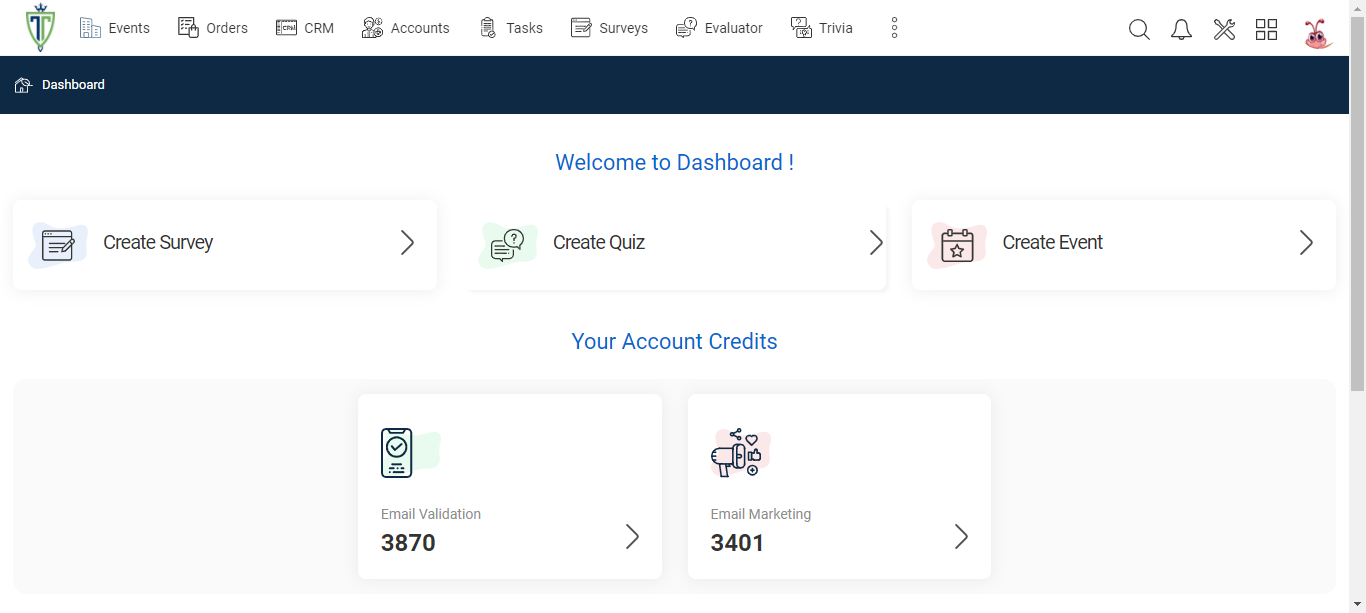 Events Orders CRM Accounts Tasks Surveys Evaluator Trivia
Dashboard
Welcome to Dashboard !
Create Survey Create Quiz Create Event
Your Account Credits
Email Validation Email Marketing
3870 3401